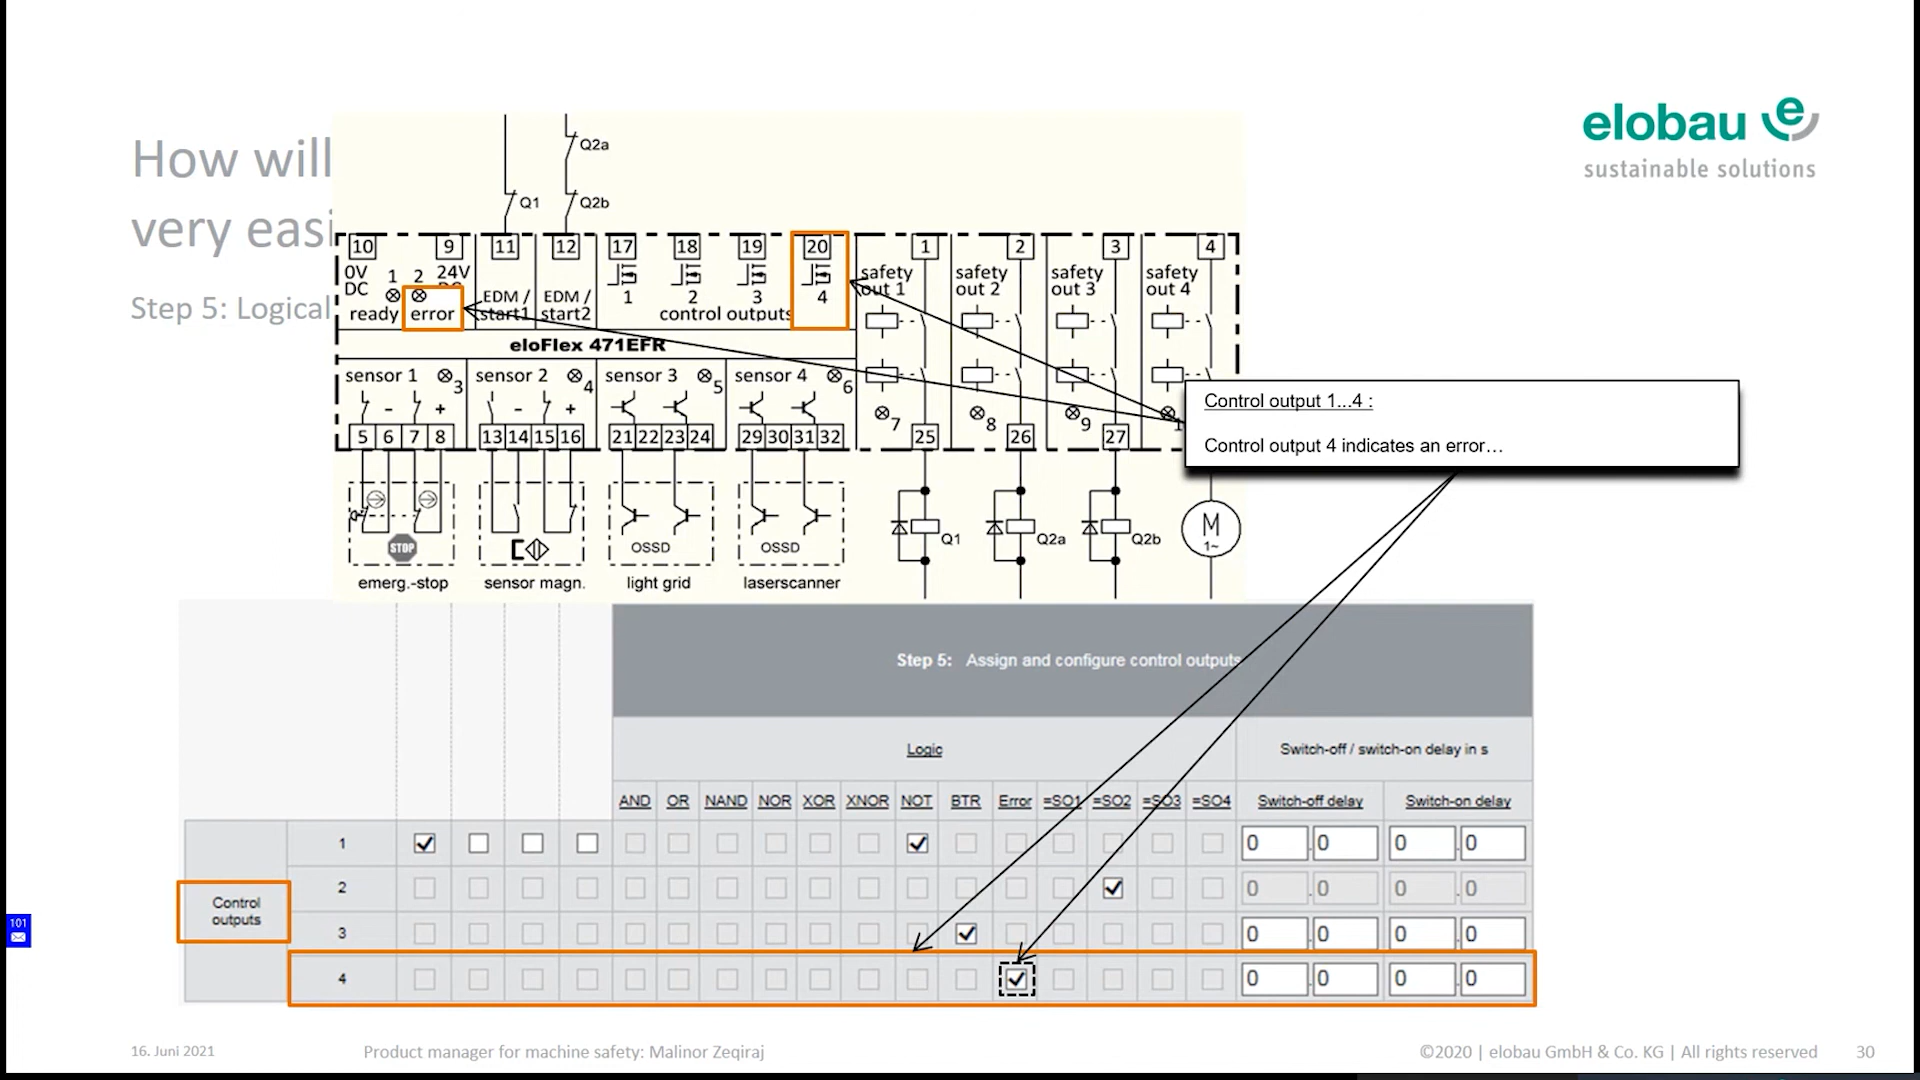 elobau
sustainable solutions
How will
very easi
Step 5: Logical
Q2a
Q1
Q2b
10
9
11
12
17
18
19
20
1
2
3
4
0V
DC
1
2
24V
EDM /
start1
EDM /
start2
1
2
3
4
control outputs
ready
error
safety
out 1
safety
out 2
safety
out 3
safety
out 4
eloFlex 471EFR
sensor 1
3
sensor 2
4
sensor 3
5
sensor 4
6
- +
- +
7
8
9
5 6 7 8
13 14 15 16
21 22 23 24
29 30 31 32
25
26
27
Control output 1...4 :
Control output 4 indicates an error…
STOP
OSSD
OSSD
Q1
Q2a
Q2b
M
1~
emerg.-stop
sensor magn.
light grid
laserscanner
Step 5: Assign and configure control outputs
Logic
Switch-off / switch-on delay in s
AND OR NAND NOR XOR XNOR NOT BTR Error =SO1 =SO2 =SO3 =SO4 Switch-off delay Switch-on delay
Control
outputs
1 0 . 0 0 . 0
2 0 . 0 0 . 0
3 0 . 0 0 . 0
4 0 . 0 0 . 0
101
16. Juni 2021
Product manager for machine safety: Malinor Zeqiraj
©2020 | elobau GmbH & Co. KG | All rights reserved
30